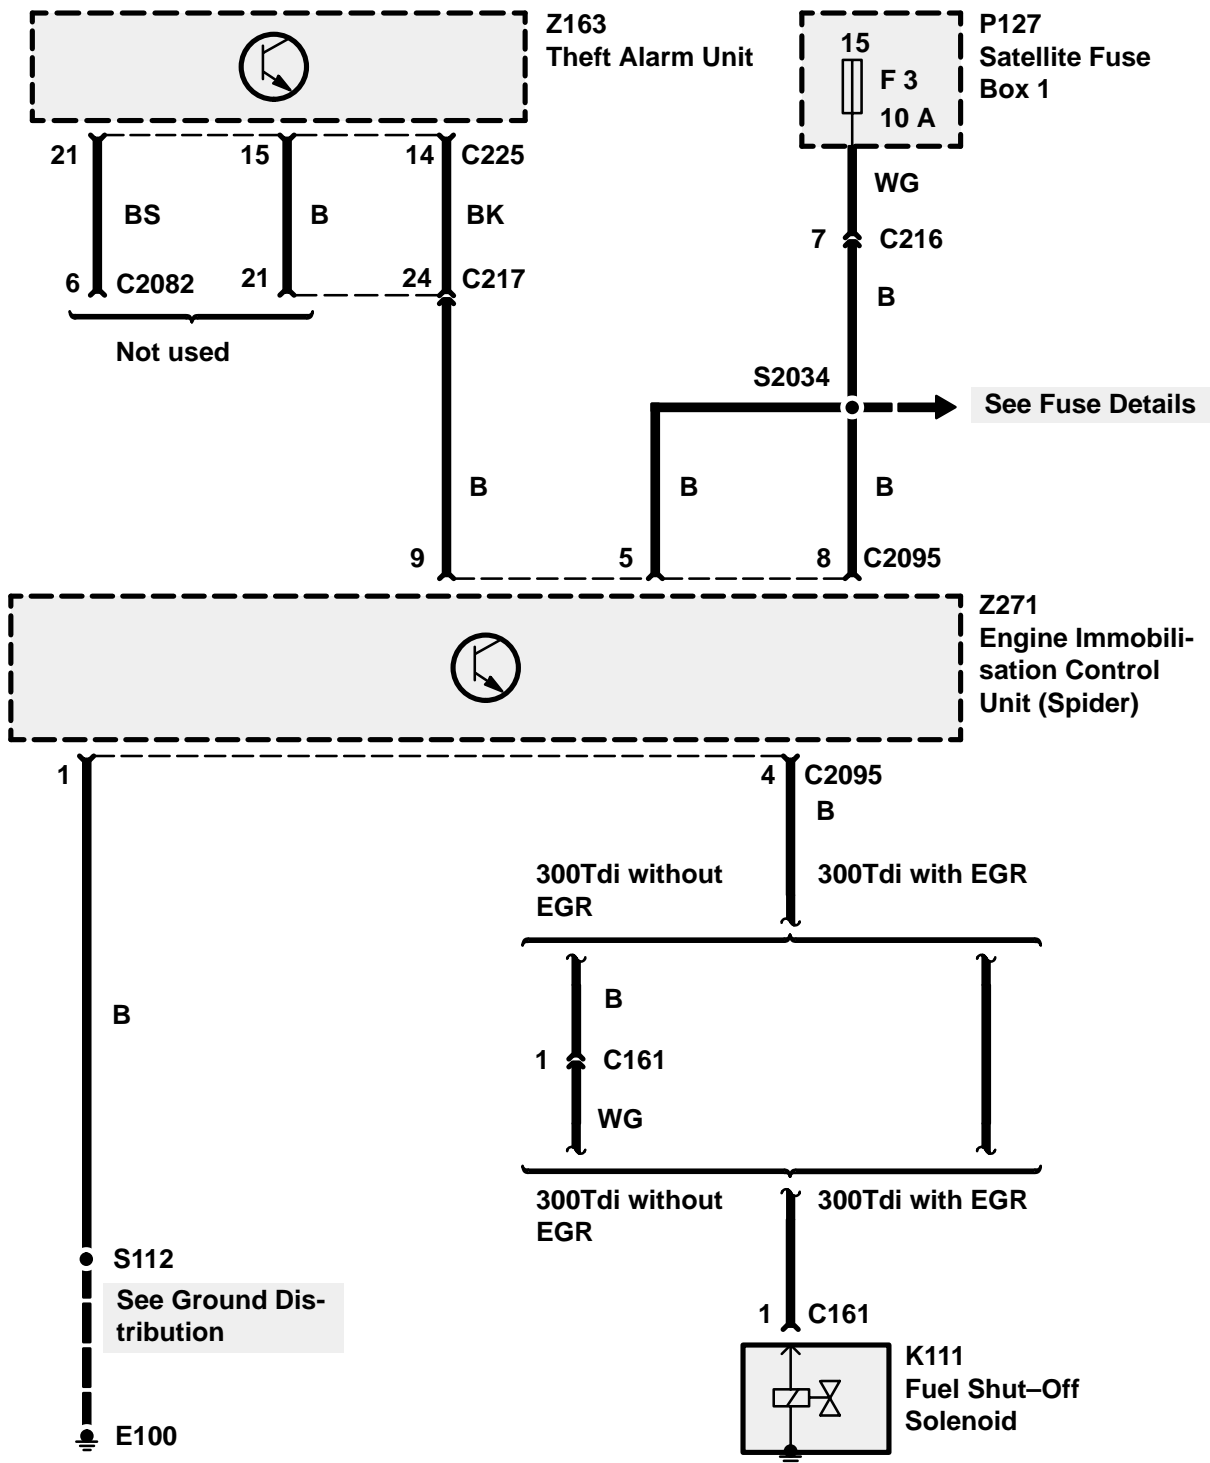 Z163
Theft Alarm Unit
P127
Satellite Fuse
Box 1
15
F 3
10 A
21
15
14
C225
WG
BS
B
BK
7
C216
6
C2082
21
24
C217
B
Not used
S2034
See Fuse Details
B
B
B
9
5
8
C2095
Z271
Engine Immobili-
sation Control
Unit (Spider)
1
4
C2095
B
300Tdi without
EGR
300Tdi with EGR
B
B
1
C161
WG
300Tdi without
EGR
300Tdi with EGR
S112
See Ground Dis-
tribution
1
C161
K111
Fuel Shut–Off
Solenoid
E100